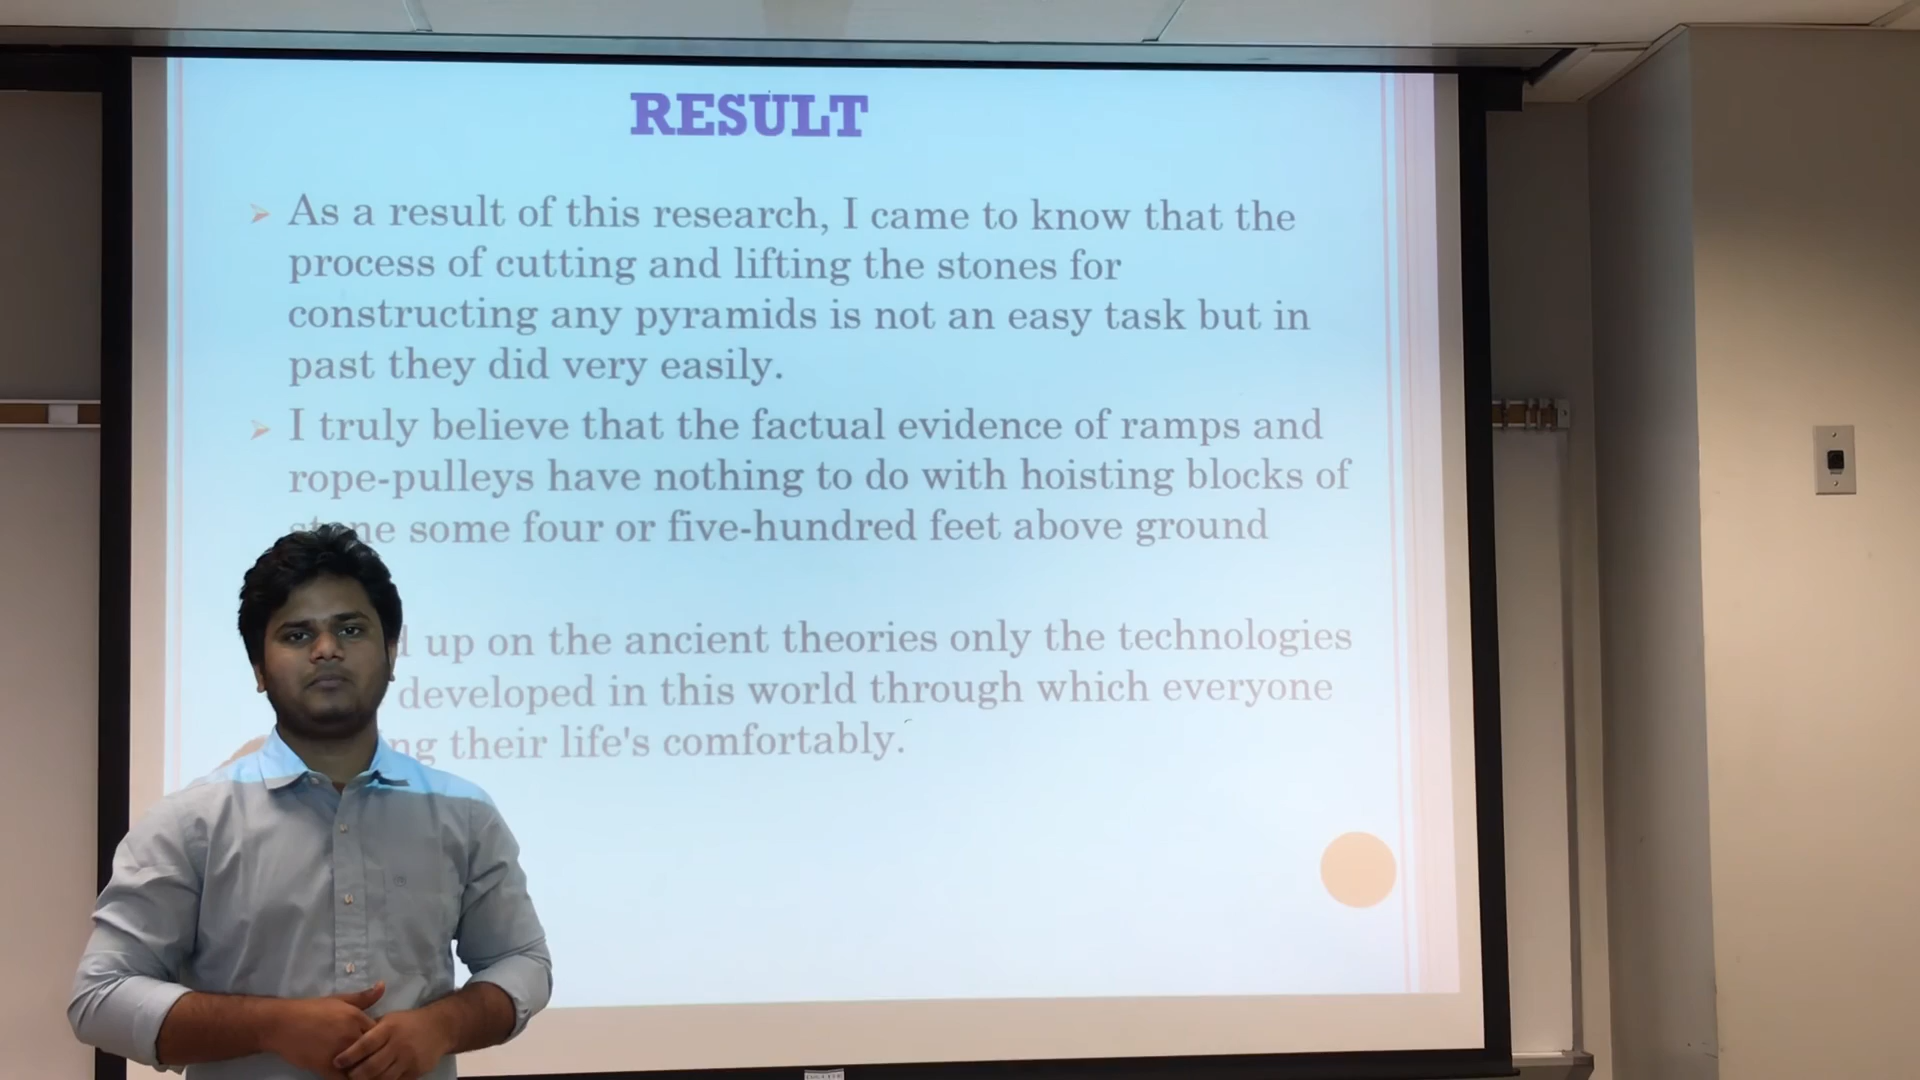 RESULT
As a result of this research, I came to know that the
process of cutting and lifting the stones for
constructing any pyramids is not an easy task but in
past they did very easily.
I truly believe that the factual evidence of ramps and
rope-pulleys have nothing to do with hoisting blocks of
some four or five-hundred feet above ground
up on the ancient theories only the technologies
developed in this world through which everyone
their life's comfortably.